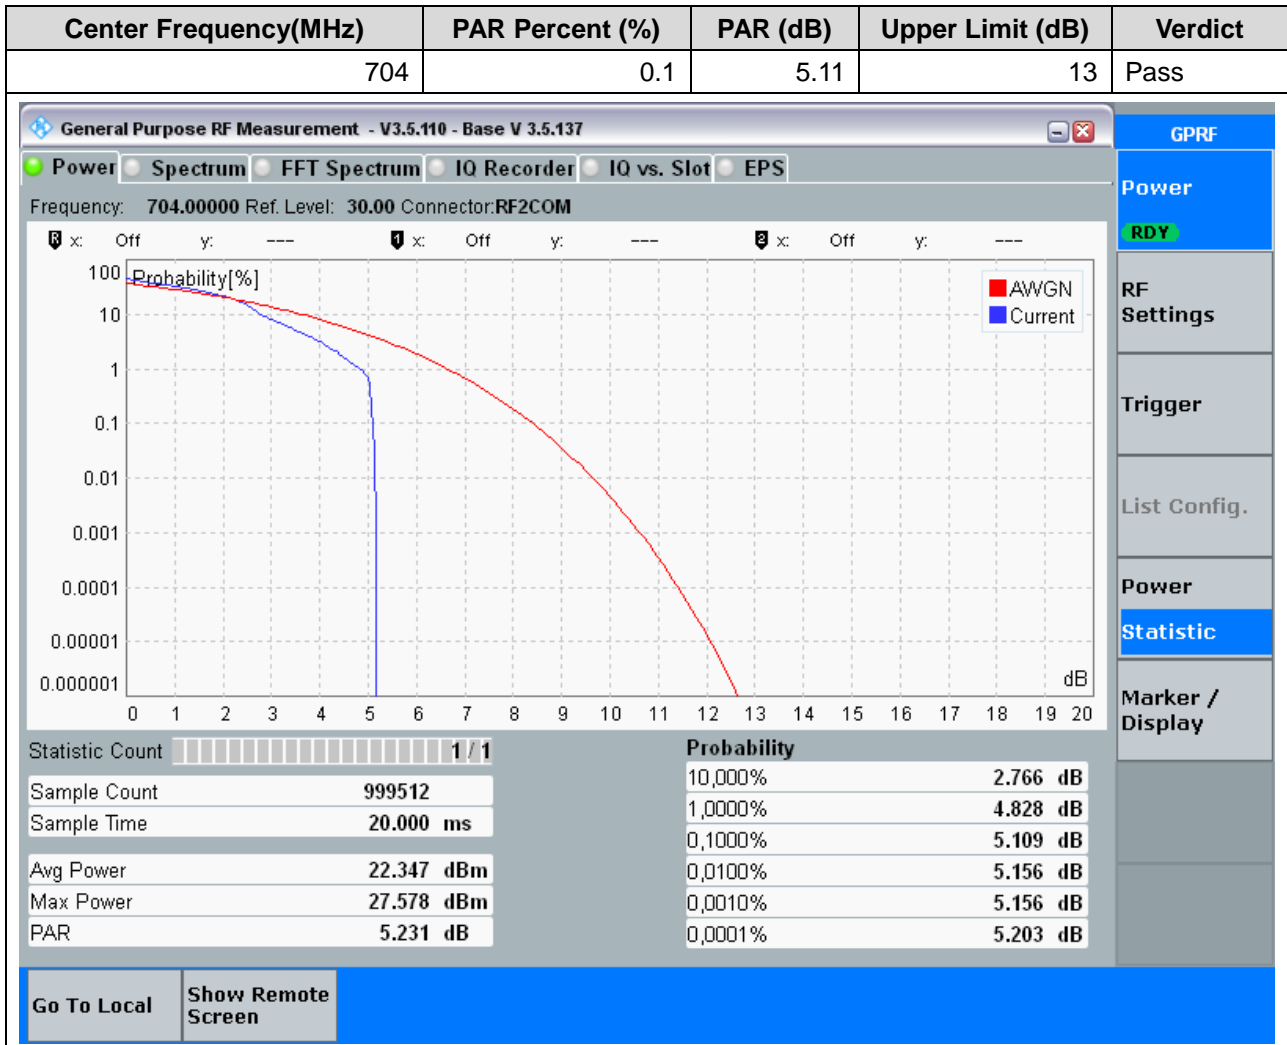 Center Frequency(MHz) PAR Percent (%) PAR (dB) Upper Limit (dB) Verdict
704 0.1 5.11 13 Pass
General Purpose RF Measurement - V3.5.110 - Base V 3.5.137
GPRF
Power Spectrum FFT Spectrum IQ Recorder IQ vs. Slot EPS
Power
RDY
Frequency: 704.00000 Ref. Level: 30.00 Connector:RF2COM
R x: Off y: --- 1 x: Off y: --- 2 x: Off y: ---
Probability[%]
AWGN
Current
100
10
1
0.1
0.01
0.001
0.0001
0.00001
0.000001
dB
0 1 2 3 4 5 6 7 8 9 10 11 12 13 14 15 16 17 18 19 20
RF
Settings
Trigger
List Config.
Power
Statistic
Marker /
Display
Statistic Count 1 / 1
Sample Count 999512
Sample Time 20.000 ms
Avg Power 22.347 dBm
Max Power 27.578 dBm
PAR 5.231 dB
Probability
10,000% 2.766 dB
1,0000% 4.828 dB
0,1000% 5.109 dB
0,0100% 5.156 dB
0,0010% 5.156 dB
0,0001% 5.203 dB
Go To Local
Show Remote
Screen